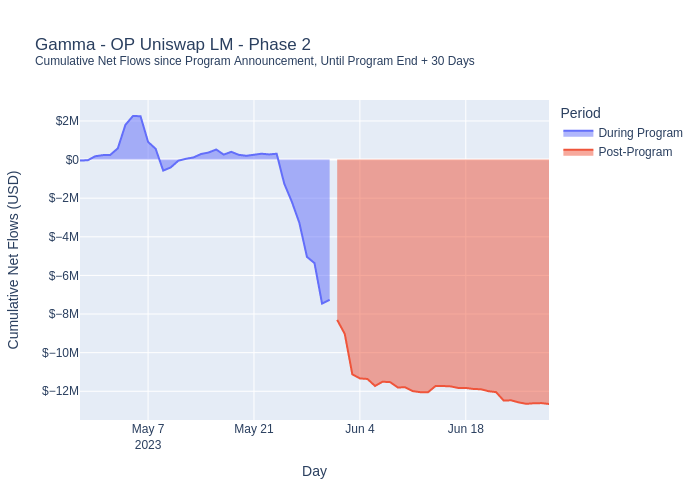 Gamma - OP Uniswap LM - Phase 2
Cumulative Net Flows since Program Announcement, Until Program End + 30 Days
Period
During Program
Post-Program
Cumulative Net Flows (USD)
$2M
$0
$−2M
$−4M
$−6M
$−8M
$−10M
$−12M
May 7
2023
May 21
Jun 4
Jun 18
Day